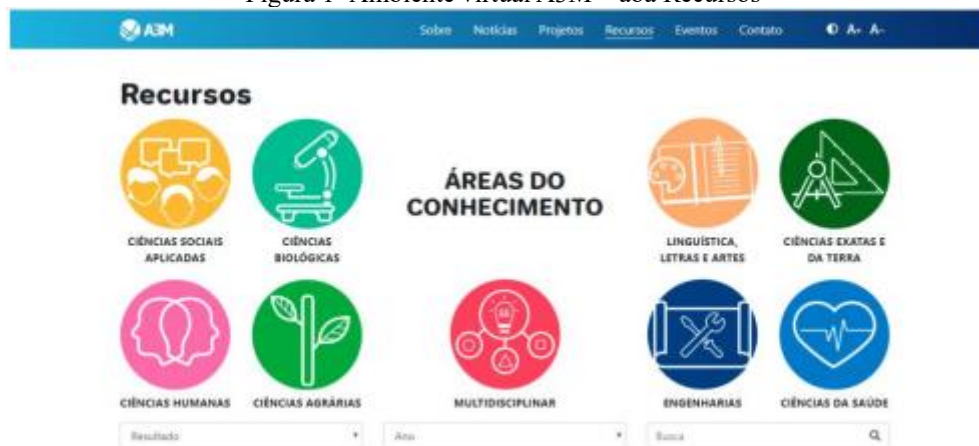 Figura 1- Ambiente virtual A3M – aba Recursos
A3M Sobre Notícias Projetos Recursos Eventos Contato A+ A-
Recursos
ÁREAS DO
CONHECIMENTO
CIÊNCIAS SOCIAIS
APLICADAS
CIÊNCIAS
BIOLÓGICAS
LINGUÍSTICA,
LETRAS E ARTES
CIÊNCIAS EXATAS E
DA TERRA
CIÊNCIAS HUMANAS
CIÊNCIAS AGRÁRIAS
MULTIDISCIPLINAR
ENGENHARIAS
CIÊNCIAS DA SAÚDE
Resultado
Ano
Busca